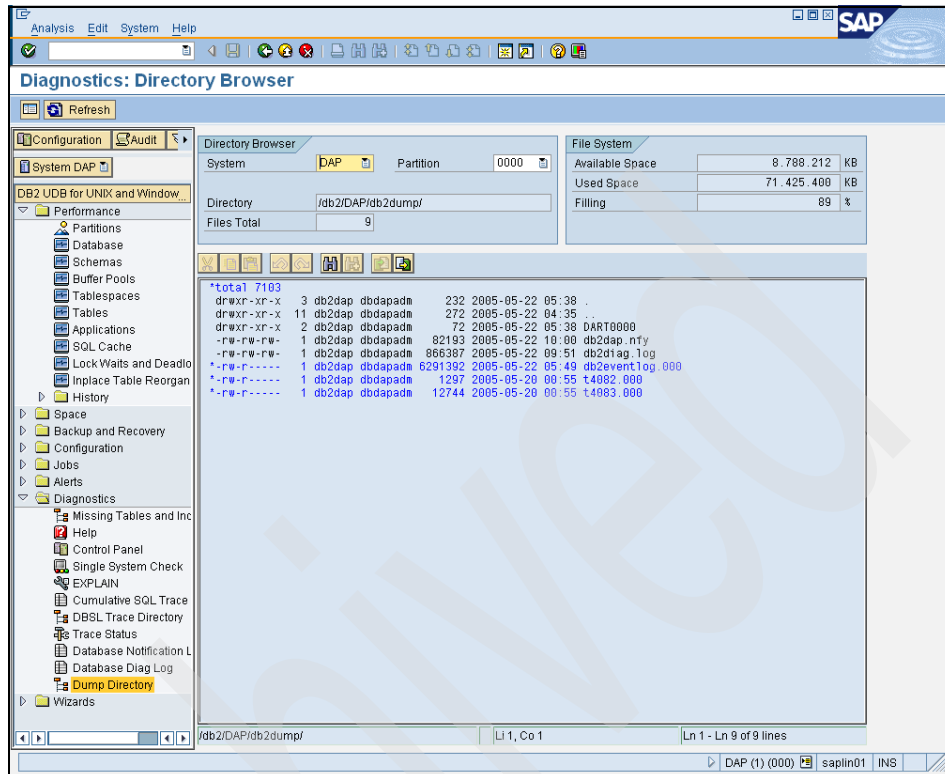 Analysis Edit System Help
SAP
Diagnostics: Directory Browser
Refresh
Configuration Audit
System DAP
DB2 UDB for UNIX and Window...
Performance
Partitions
Database
Schemas
Buffer Pools
Tablespaces
Tables
Applications
SQL Cache
Lock Waits and Deadlo
Inplace Table Reorgan
History
Space
Backup and Recovery
Configuration
Jobs
Alerts
Diagnostics
Missing Tables and Inc
Help
Control Panel
Single System Check
EXPLAIN
Cumulative SQL Trace
DBSL Trace Directory
Trace Status
Database Notification L
Database Diag Log
Dump Directory
Wizards
Directory Browser
System DAP Partition 0000
Directory /db2/DAP/db2dump/
Files Total 9
File System
Available Space 8.788.212 KB
Used Space 71.425.400 KB
Filling 89 %
*total 7103
drwxr-xr-x 3 db2dap dbdapadm 232 2005-05-22 05:38 .
drwxr-xr-x 11 db2dap dbdapadm 272 2005-05-22 04:35 ..
drwxr-xr-x 2 db2dap dbdapadm 72 2005-05-22 05:38 DART0000
-rw-rw-rw- 1 db2dap dbdapadm 82193 2005-05-22 10:00 db2dap.nfy
-rw-rw-rw- 1 db2dap dbdapadm 866387 2005-05-22 09:51 db2diag.log
*-rw-r----- 1 db2dap dbdapadm 6291392 2005-05-22 05:49 db2eventlog.000
*-rw-r----- 1 db2dap dbdapadm 1297 2005-05-20 00:55 t4082.000
*-rw-r----- 1 db2dap dbdapadm 12744 2005-05-20 00:55 t4083.000
/db2/DAP/db2dump/ Li 1, Co 1 Ln 1 - Ln 9 of 9 lines
DAP (1) (000) saplin01 INS